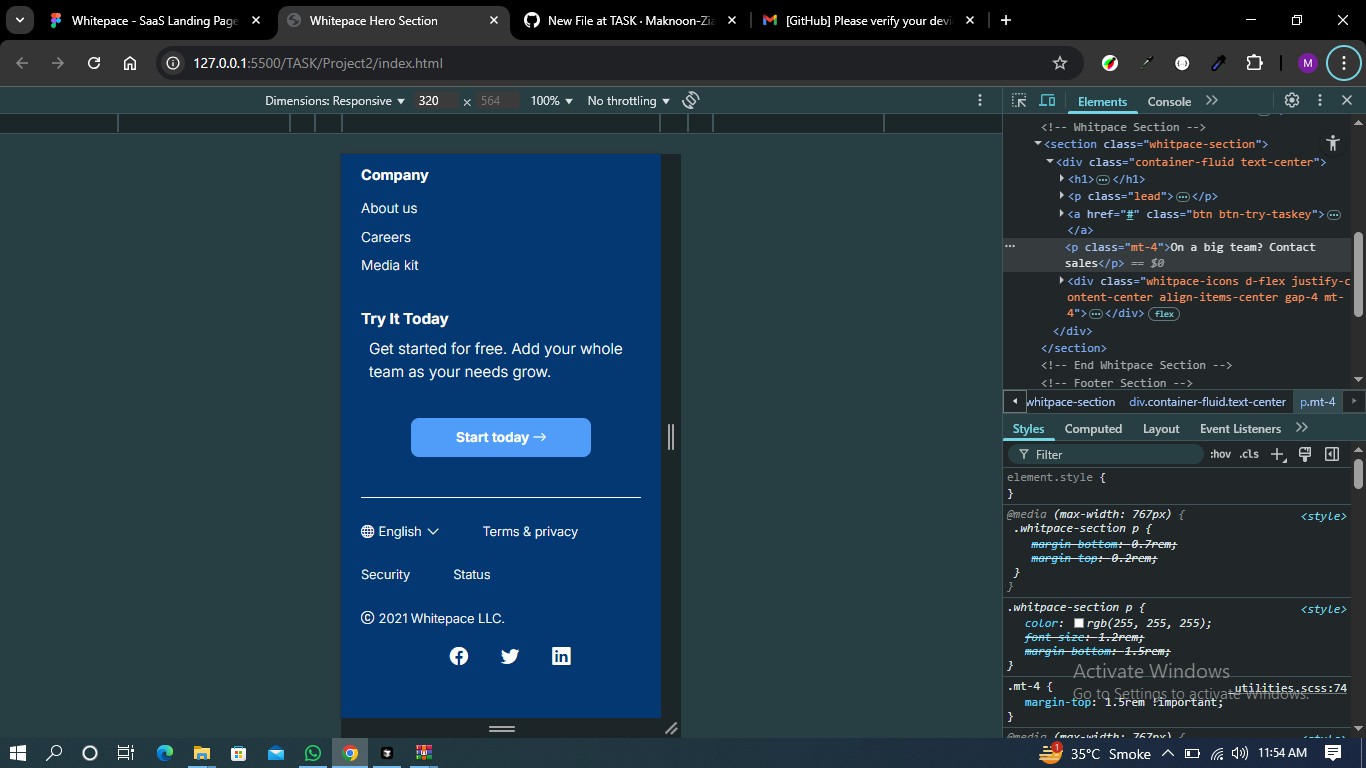 Whitepace - SaaS Landing Page
Whitepace Hero Section
New File at TASK · Maknoon-Zia
[GitHub] Please verify your devi
127.0.0.1:5500/TASK/Project2/index.html
M
Dimensions: Responsive
320
×
564
100%
No throttling
Elements
Console
<!-- Whitpace Section -->
<section class="whitpace-section">
<div class="container-fluid text-center">
<h1>…</h1>
<p class="lead">…</p>
<a href="#" class="btn btn-try-taskey">…
</a>
<p class="mt-4">On a big team? Contact
sales</p> == $0
<div class="whitpace-icons d-flex justify-c
ontent-center align-items-center gap-4 mt-
4">…</div> flex
</div>
</section>
<!-- End Whitpace Section -->
<!-- Footer Section -->
whitpace-section
div.container-fluid.text-center
p.mt-4
Styles
Computed
Layout
Event Listeners
Filter
:hov
.cls
element.style {
}
@media (max-width: 767px) {
<style>
.whitpace-section p {
margin-bottom: 0.7rem;
margin-top: 0.2rem;
}
}
.whitpace-section p {
<style>
color: rgb(255, 255, 255);
font-size: 1.2rem;
margin-bottom: 1.5rem;
}
.mt-4 {
_utilities.scss:74
margin-top: 1.5rem !important;
}
@media (max-width: 767px) {
<style>
Activate Windows
Go to Settings to activate Windows.
Company
About us
Careers
Media kit
Try It Today
Get started for free. Add your whole
team as your needs grow.
Start today →
English
Terms & privacy
Security
Status
© 2021 Whitepace LLC.
1
35°C Smoke
11:54 AM